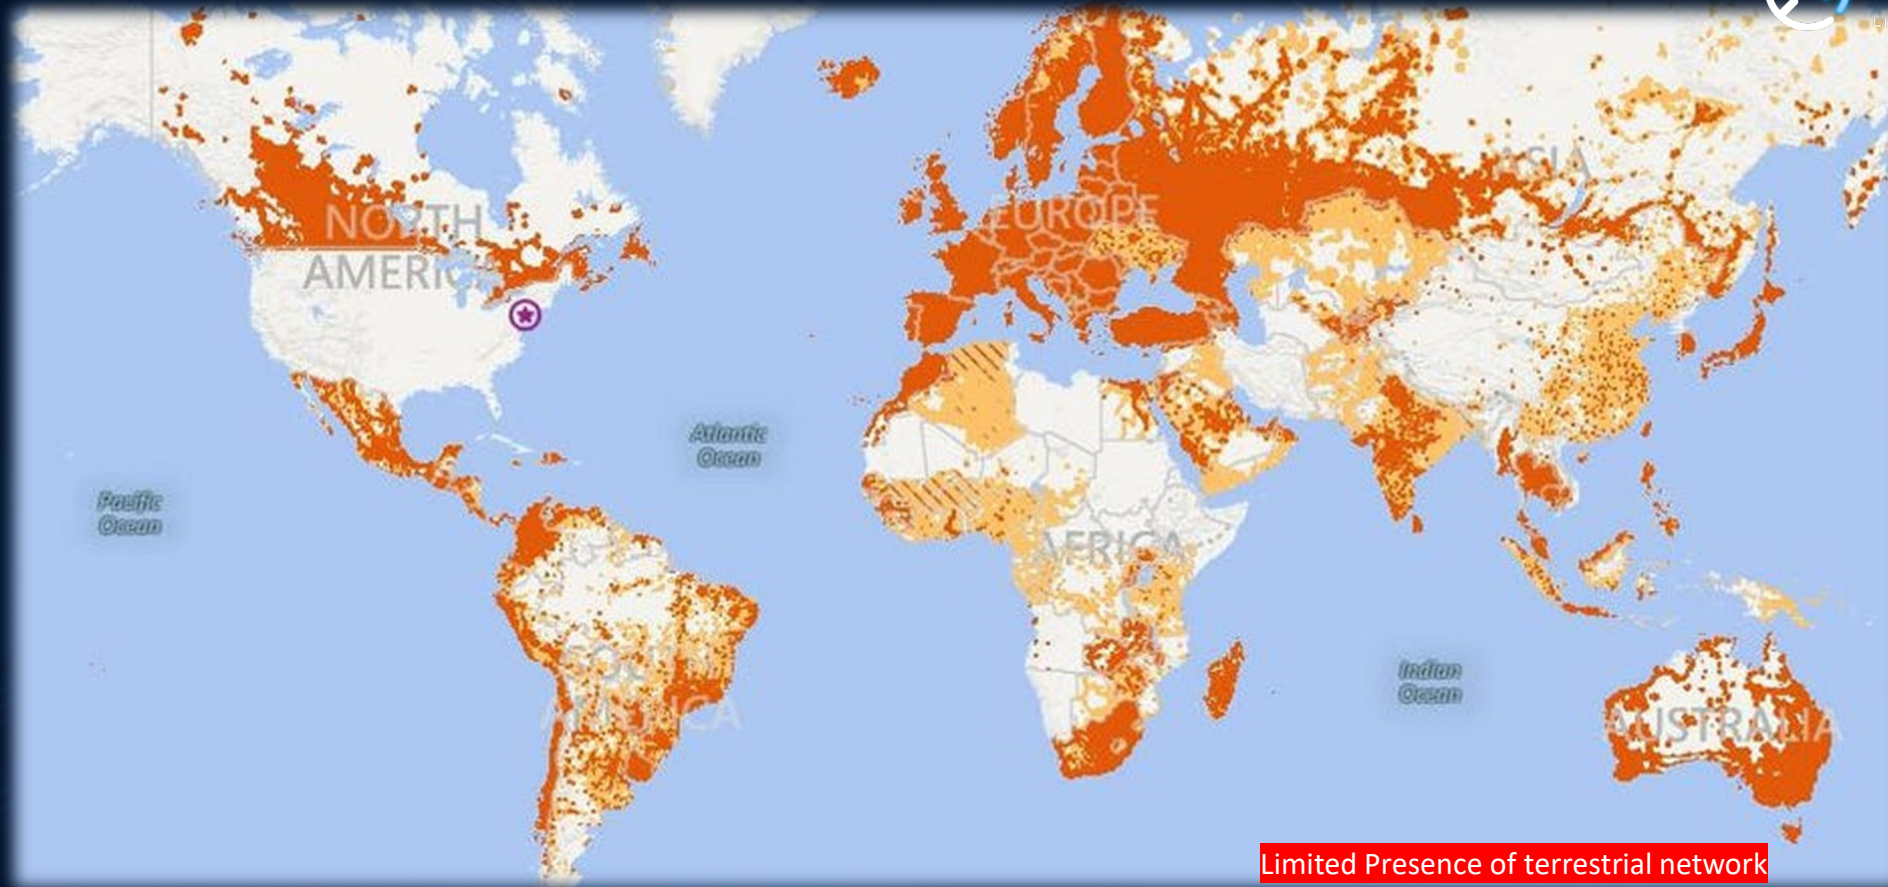 NORTH
AMERICA
EUROPE
ASIA
Atlantic
Ocean
Pacific
Ocean
AFRICA
SOUTH
AMERICA
Indian
Ocean
AUSTRALIA
Limited Presence of terrestrial network